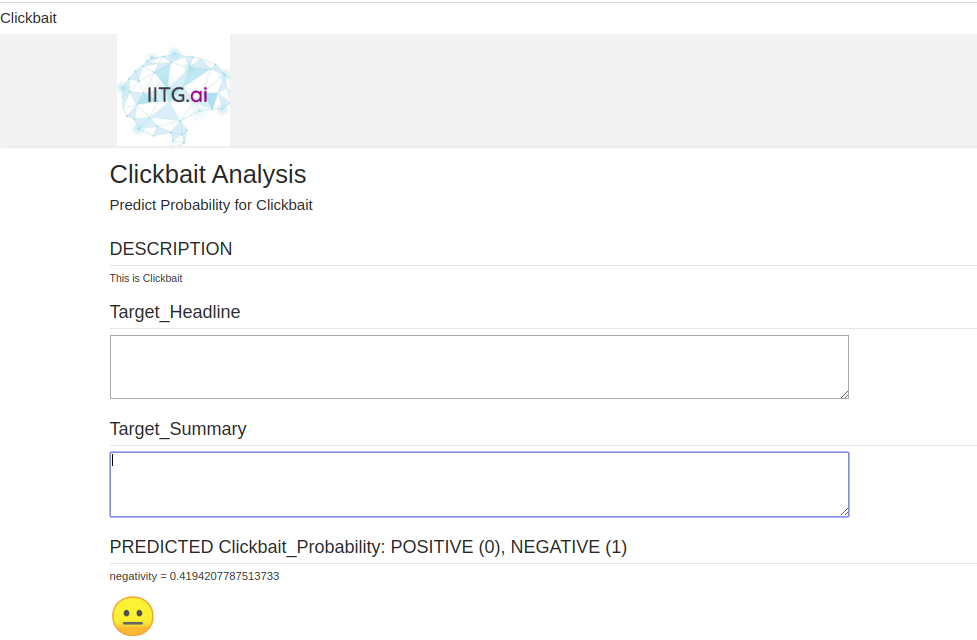 Clickbait
IITG.ai
Clickbait Analysis
Predict Probability for Clickbait
DESCRIPTION
This is Clickbait
Target_Headline
Target_Summary
PREDICTED Clickbait_Probability: POSITIVE (0), NEGATIVE (1)
negativity = 0.4194207787513733